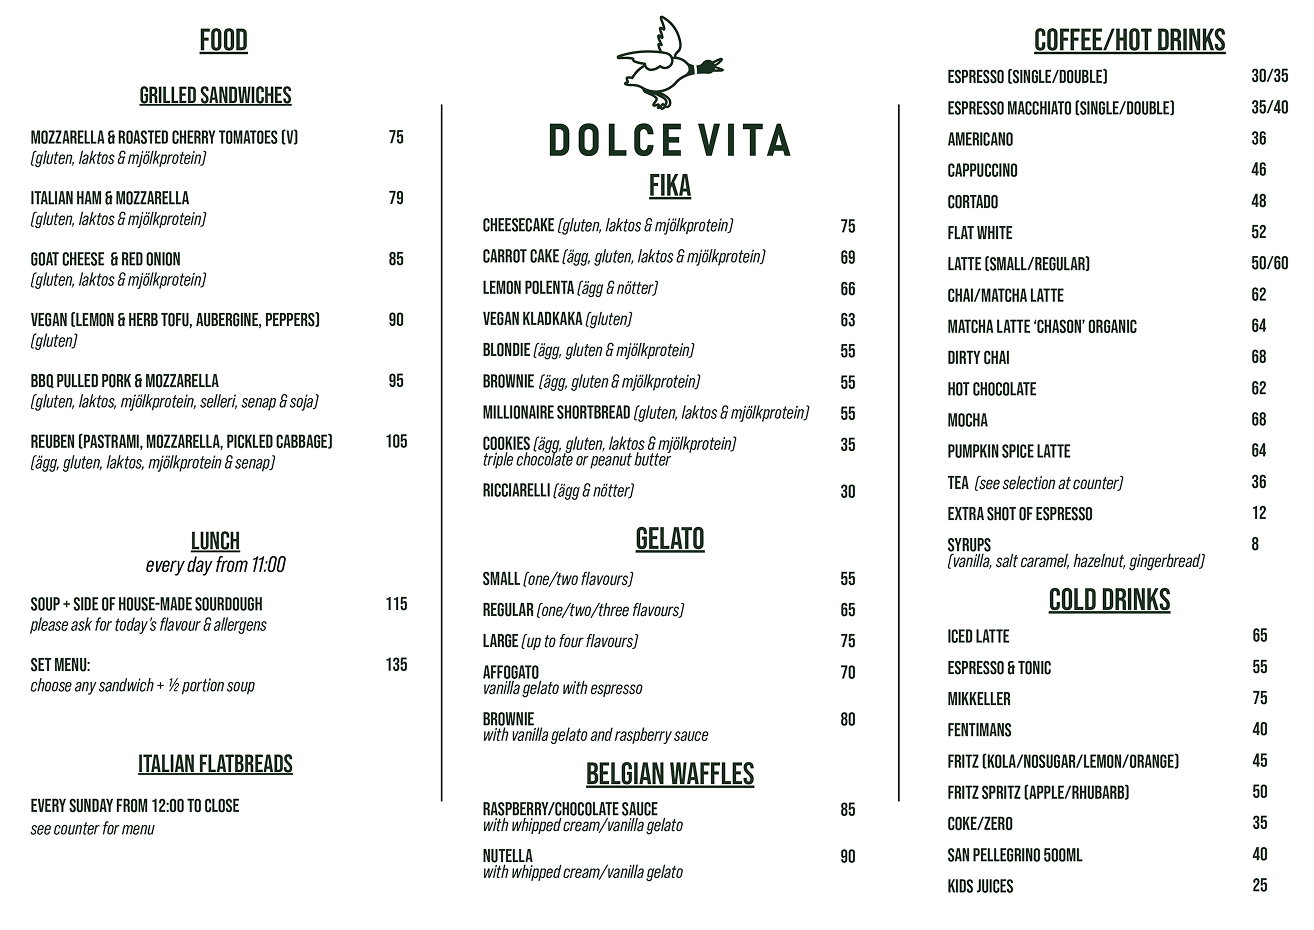 FOOD
GRILLED SANDWICHES
MOZZARELLA & ROASTED CHERRY TOMATOES (V) 75
(gluten, laktos & mjölkprotein)
ITALIAN HAM & MOZZARELLA 79
(gluten, laktos & mjölkprotein)
GOAT CHEESE & RED ONION 85
(gluten, laktos & mjölkprotein)
VEGAN (LEMON & HERB TOFU, AUBERGINE, PEPPERS) 90
(gluten)
BBQ PULLED PORK & MOZZARELLA 95
(gluten, laktos, mjölkprotein, selleri, senap & soja)
REUBEN (PASTRAMI, MOZZARELLA, PICKLED CABBAGE) 105
(ägg, gluten, laktos, mjölkprotein & senap)
LUNCH
every day from 11:00
SOUP + SIDE OF HOUSE-MADE SOURDOUGH 115
please ask for today's flavour & allergens
SET MENU: 135
choose any sandwich + ½ portion soup
ITALIAN FLATBREADS
EVERY SUNDAY FROM 12:00 TO CLOSE
see counter for menu
DOLCE VITA
FIKA
CHEESECAKE (gluten, laktos & mjölkprotein) 75
CARROT CAKE (ägg, gluten, laktos & mjölkprotein) 69
LEMON POLENTA (ägg & nötter) 66
VEGAN KLADKAKA (gluten) 63
BLONDIE (ägg, gluten & mjölkprotein) 55
BROWNIE (ägg, gluten & mjölkprotein) 55
MILLIONAIRE SHORTBREAD (gluten, laktos & mjölkprotein) 55
COOKIES (ägg, gluten, laktos & mjölkprotein) 35
triple chocolate or peanut butter
RICCIARELLI (ägg & nötter) 30
GELATO
SMALL (one/two flavours) 55
REGULAR (one/two/three flavours) 65
LARGE (up to four flavours) 75
AFFOGATO 70
vanilla gelato with espresso
BROWNIE 80
with vanilla gelato and raspberry sauce
BELGIAN WAFFLES
RASPBERRY/CHOCOLATE SAUCE 85
with whipped cream/vanilla gelato
NUTELLA 90
with whipped cream/vanilla gelato
COFFEE/HOT DRINKS
ESPRESSO (SINGLE/DOUBLE) 30/35
ESPRESSO MACCHIATO (SINGLE/DOUBLE) 35/40
AMERICANO 36
CAPPUCCINO 46
CORTADO 48
FLAT WHITE 52
LATTE (SMALL/REGULAR) 50/60
CHAI/MATCHA LATTE 62
MATCHA LATTE 'CHASON' ORGANIC 64
DIRTY CHAI 68
HOT CHOCOLATE 62
MOCHA 68
PUMPKIN SPICE LATTE 64
TEA (see selection at counter) 36
EXTRA SHOT OF ESPRESSO 12
SYRUPS 8
(vanilla, salt caramel, hazelnut, gingerbread)
COLD DRINKS
ICED LATTE 65
ESPRESSO & TONIC 55
MIKKELLER 75
FENTIMANS 40
FRITZ (KOLA/NOSUGAR/LEMON/ORANGE) 45
FRITZ SPRITZ (APPLE/RHUBARB) 50
COKE/ZERO 35
SAN PELLEGRINO 500ML 40
KIDS JUICES 25